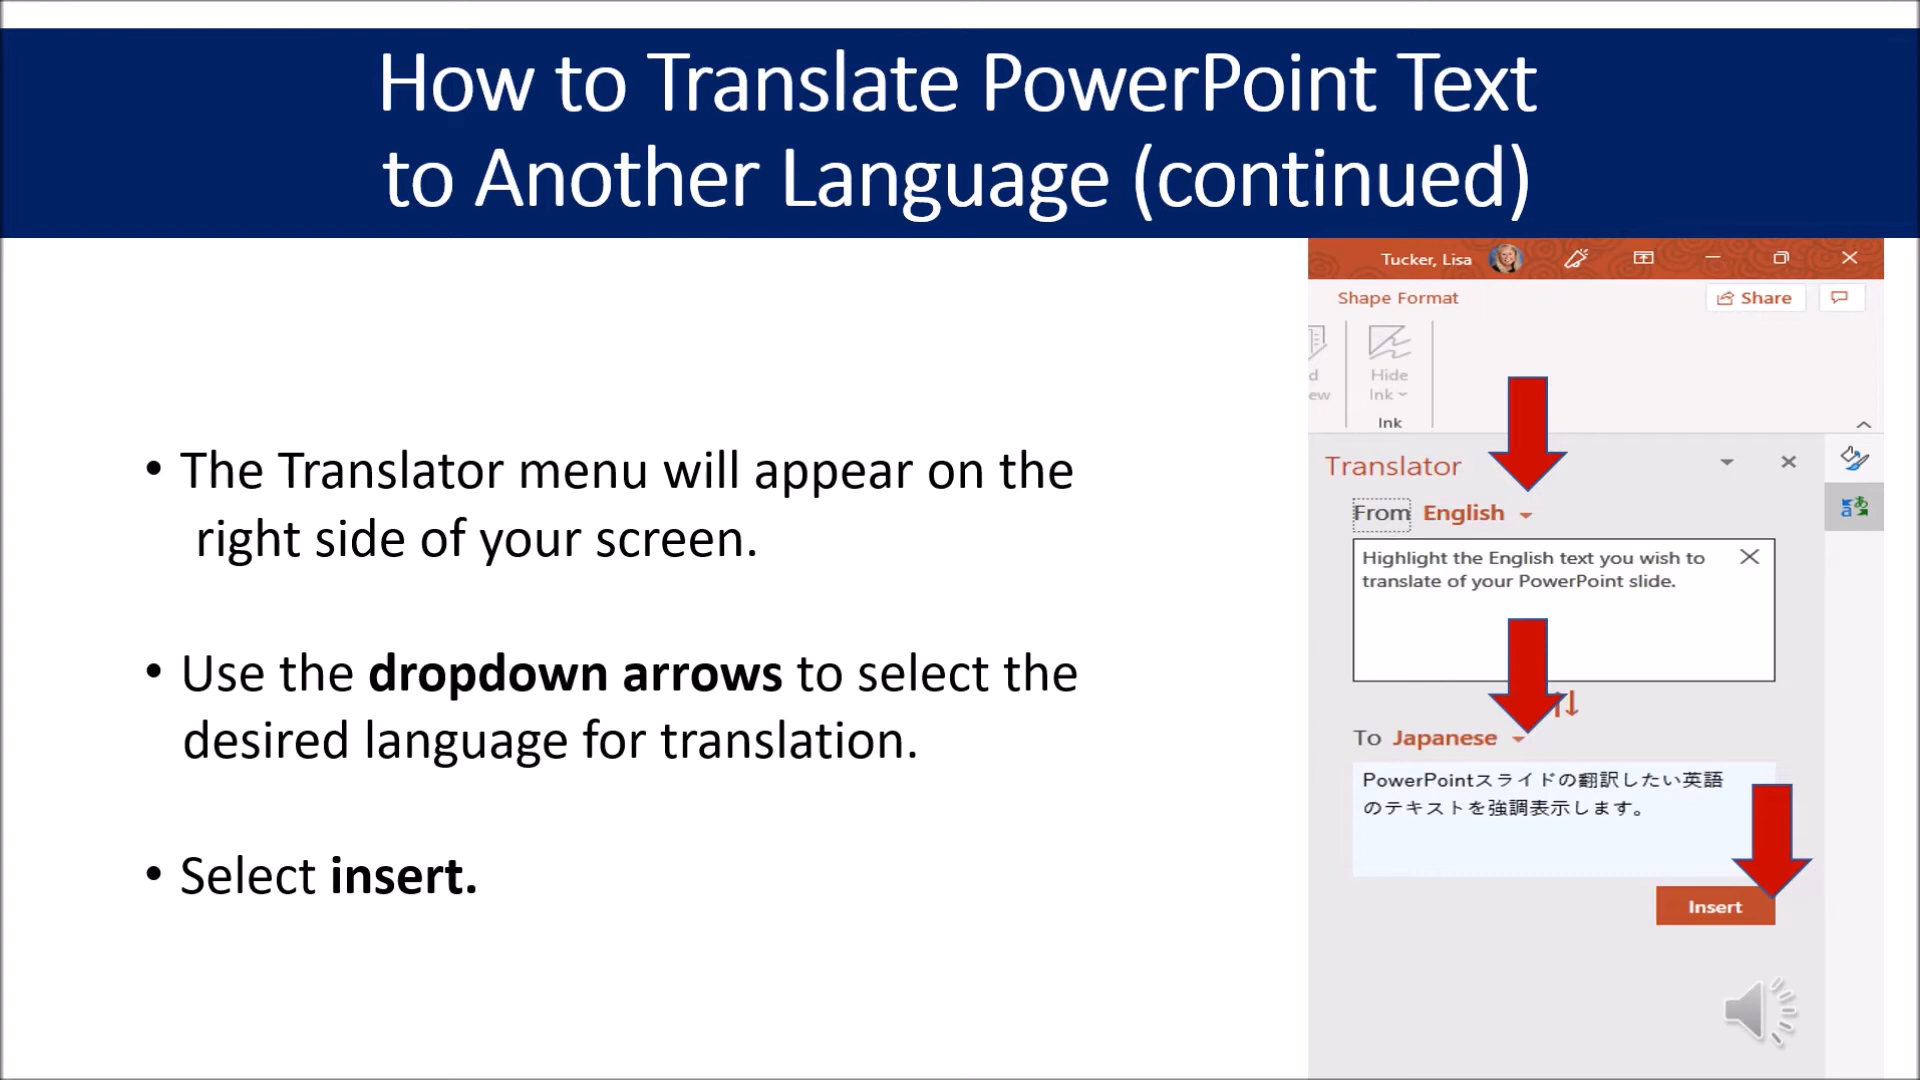 How to Translate PowerPoint Text
to Another Language (continued)
• The Translator menu will appear on the
right side of your screen.
• Use the dropdown arrows to select the
desired language for translation.
• Select insert.
Tucker, Lisa
Shape Format
Share
Hide
Ink
Ink
Translator
From English
Highlight the English text you wish to
translate of your PowerPoint slide.
To Japanese
PowerPointスライドの翻訳したい英語
のテキストを強調表示します。
Insert